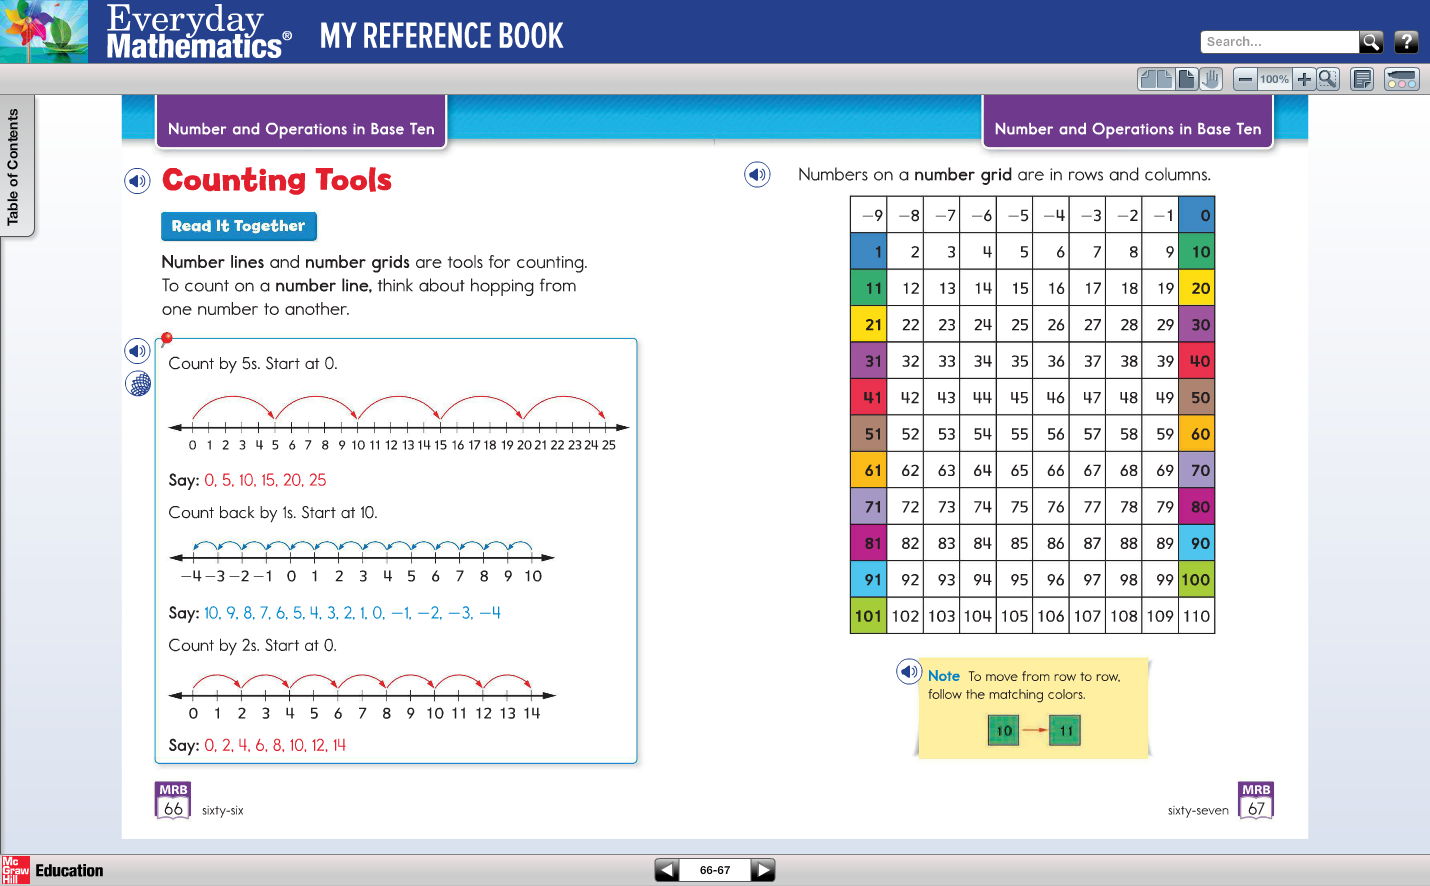 Everyday
Mathematics®
MY REFERENCE BOOK
Search...
?
100%
Table of Contents
Number and Operations in Base Ten
Number and Operations in Base Ten
Counting Tools
Read It Together
Number lines and number grids are tools for counting.
To count on a number line, think about hopping from
one number to another.
Count by 5s. Start at 0.
0 1 2 3 4 5 6 7 8 9 10 11 12 13 14 15 16 17 18 19 20 21 22 23 24 25
Say: 0, 5, 10, 15, 20, 25
Count back by 1s. Start at 10.
−4 −3 −2 −1 0 1 2 3 4 5 6 7 8 9 10
Say: 10, 9, 8, 7, 6, 5, 4, 3, 2, 1, 0, −1, −2, −3, −4
Count by 2s. Start at 0.
0 1 2 3 4 5 6 7 8 9 10 11 12 13 14
Say: 0, 2, 4, 6, 8, 10, 12, 14
MRB
66 sixty-six
Numbers on a number grid are in rows and columns.
−9 −8 −7 −6 −5 −4 −3 −2 −1 0
1 2 3 4 5 6 7 8 9 10
11 12 13 14 15 16 17 18 19 20
21 22 23 24 25 26 27 28 29 30
31 32 33 34 35 36 37 38 39 40
41 42 43 44 45 46 47 48 49 50
51 52 53 54 55 56 57 58 59 60
61 62 63 64 65 66 67 68 69 70
71 72 73 74 75 76 77 78 79 80
81 82 83 84 85 86 87 88 89 90
91 92 93 94 95 96 97 98 99 100
101 102 103 104 105 106 107 108 109 110
Note To move from row to row,
follow the matching colors.
10 11
MRB
sixty-seven 67
Mc
Graw
Hill
Education
66-67